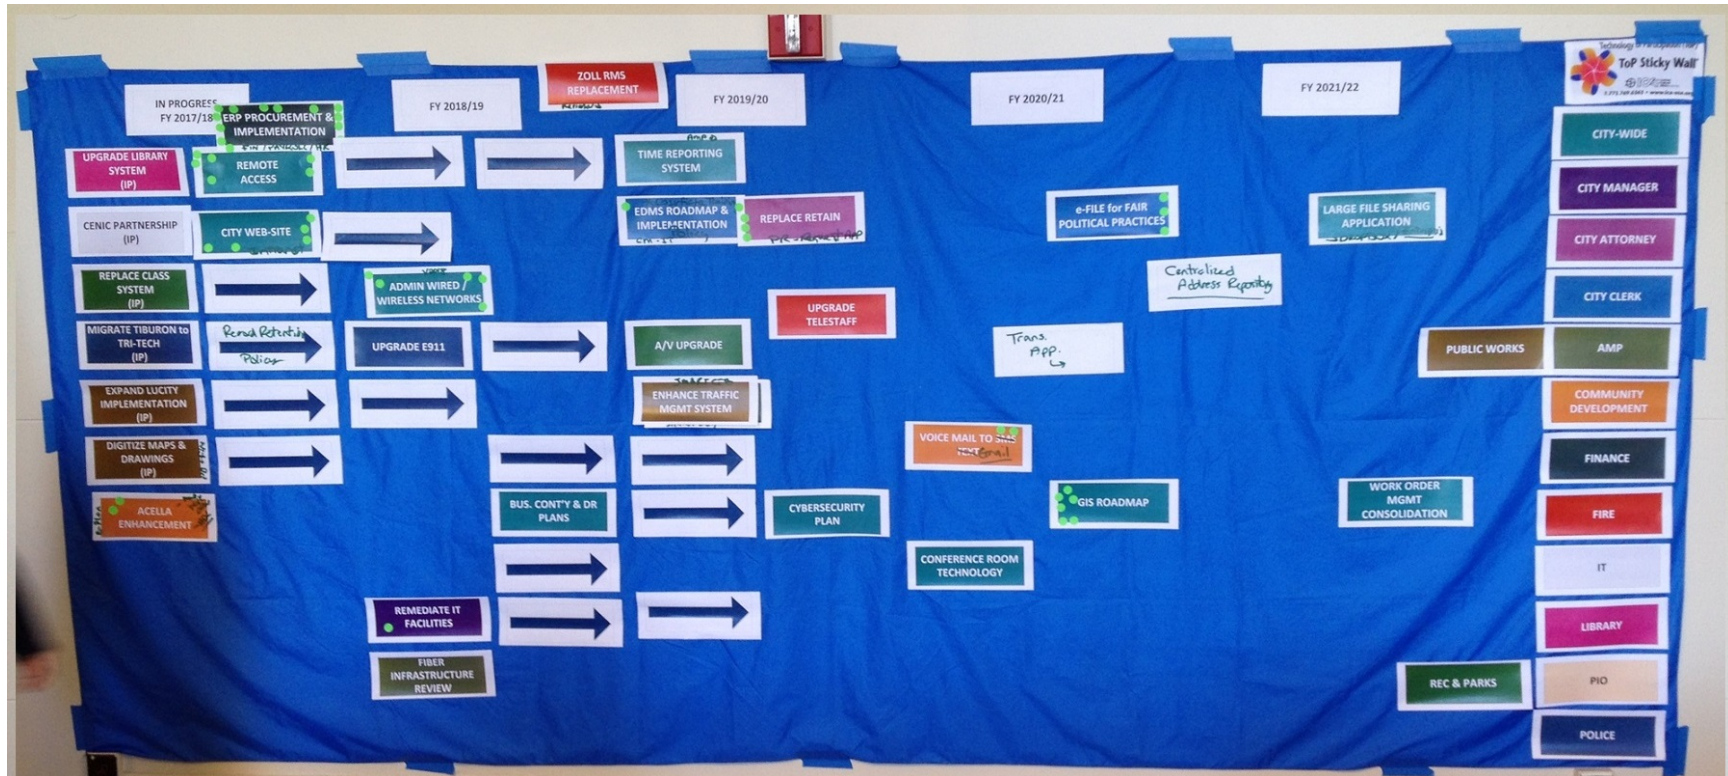 ZOLL RMS
REPLACEMENT
IN PROGRESS
FY 2017/18
FY 2018/19
FY 2019/20
FY 2020/21
FY 2021/22
ToP Sticky Wall
ERP PROCUREMENT &
IMPLEMENTATION
UPGRADE LIBRARY
SYSTEM
(IP)
REMOTE
ACCESS
TIME REPORTING
SYSTEM
CENIC PARTNERSHIP
(IP)
CITY WEB-SITE
EDMS ROADMAP &
IMPLEMENTATION
REPLACE RETAIN
e-FILE for FAIR
POLITICAL PRACTICES
LARGE FILE SHARING
APPLICATION
REPLACE CLASS
SYSTEM
(IP)
ADMIN WIRED /
WIRELESS NETWORKS
Centralized
Address Repository
UPGRADE
TELESTAFF
MIGRATE TIBURON to
TRI-TECH
(IP)
Record Retention
Policy
UPGRADE E911
A/V UPGRADE
Trans.
App.
EXPAND LUCITY
IMPLEMENTATION
(IP)
ENHANCE TRAFFIC
MGMT SYSTEM
DIGITIZE MAPS &
DRAWINGS
(IP)
VOICE MAIL TO SMS
TEXT Email
ACELLA
ENHANCEMENT
BUS. CONT'Y & DR
PLANS
CYBERSECURITY
PLAN
GIS ROADMAP
WORK ORDER
MGMT
CONSOLIDATION
CONFERENCE ROOM
TECHNOLOGY
REMEDIATE IT
FACILITIES
FIBER
INFRASTRUCTURE
REVIEW
CITY-WIDE
CITY MANAGER
CITY ATTORNEY
CITY CLERK
PUBLIC WORKS
AMP
COMMUNITY
DEVELOPMENT
FINANCE
FIRE
IT
LIBRARY
REC & PARKS
PIO
POLICE